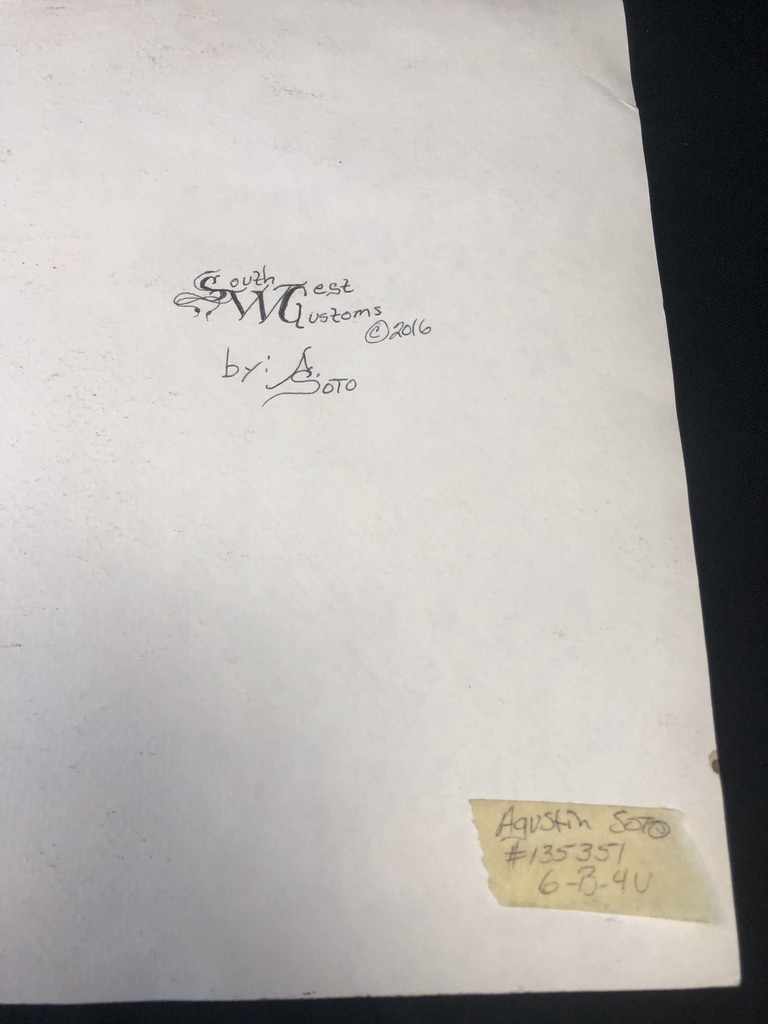 South West
Customs
©2016
by: A. Soto
Agustin Soto
#135351
6-B-4U